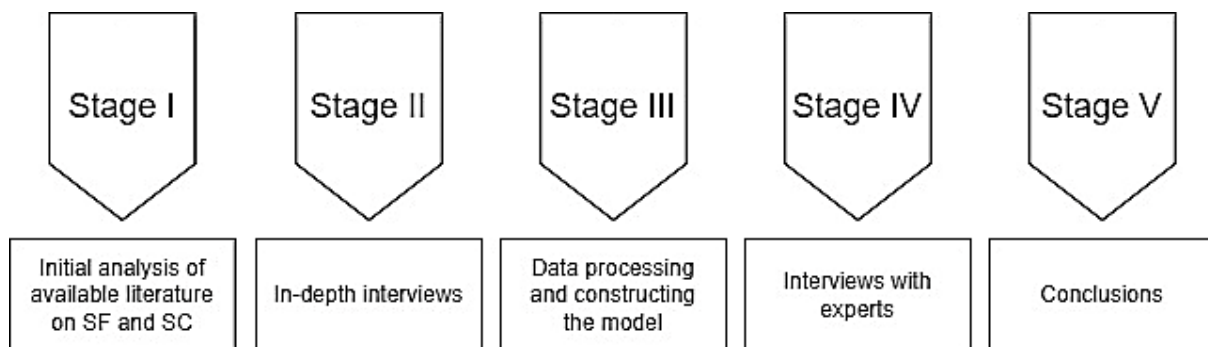 Stage I
Stage II
Stage III
Stage IV
Stage V
Initial analysis of
available literature
on SF and SC
In-depth interviews
Data processing
and constructing
the model
Interviews with
experts
Conclusions